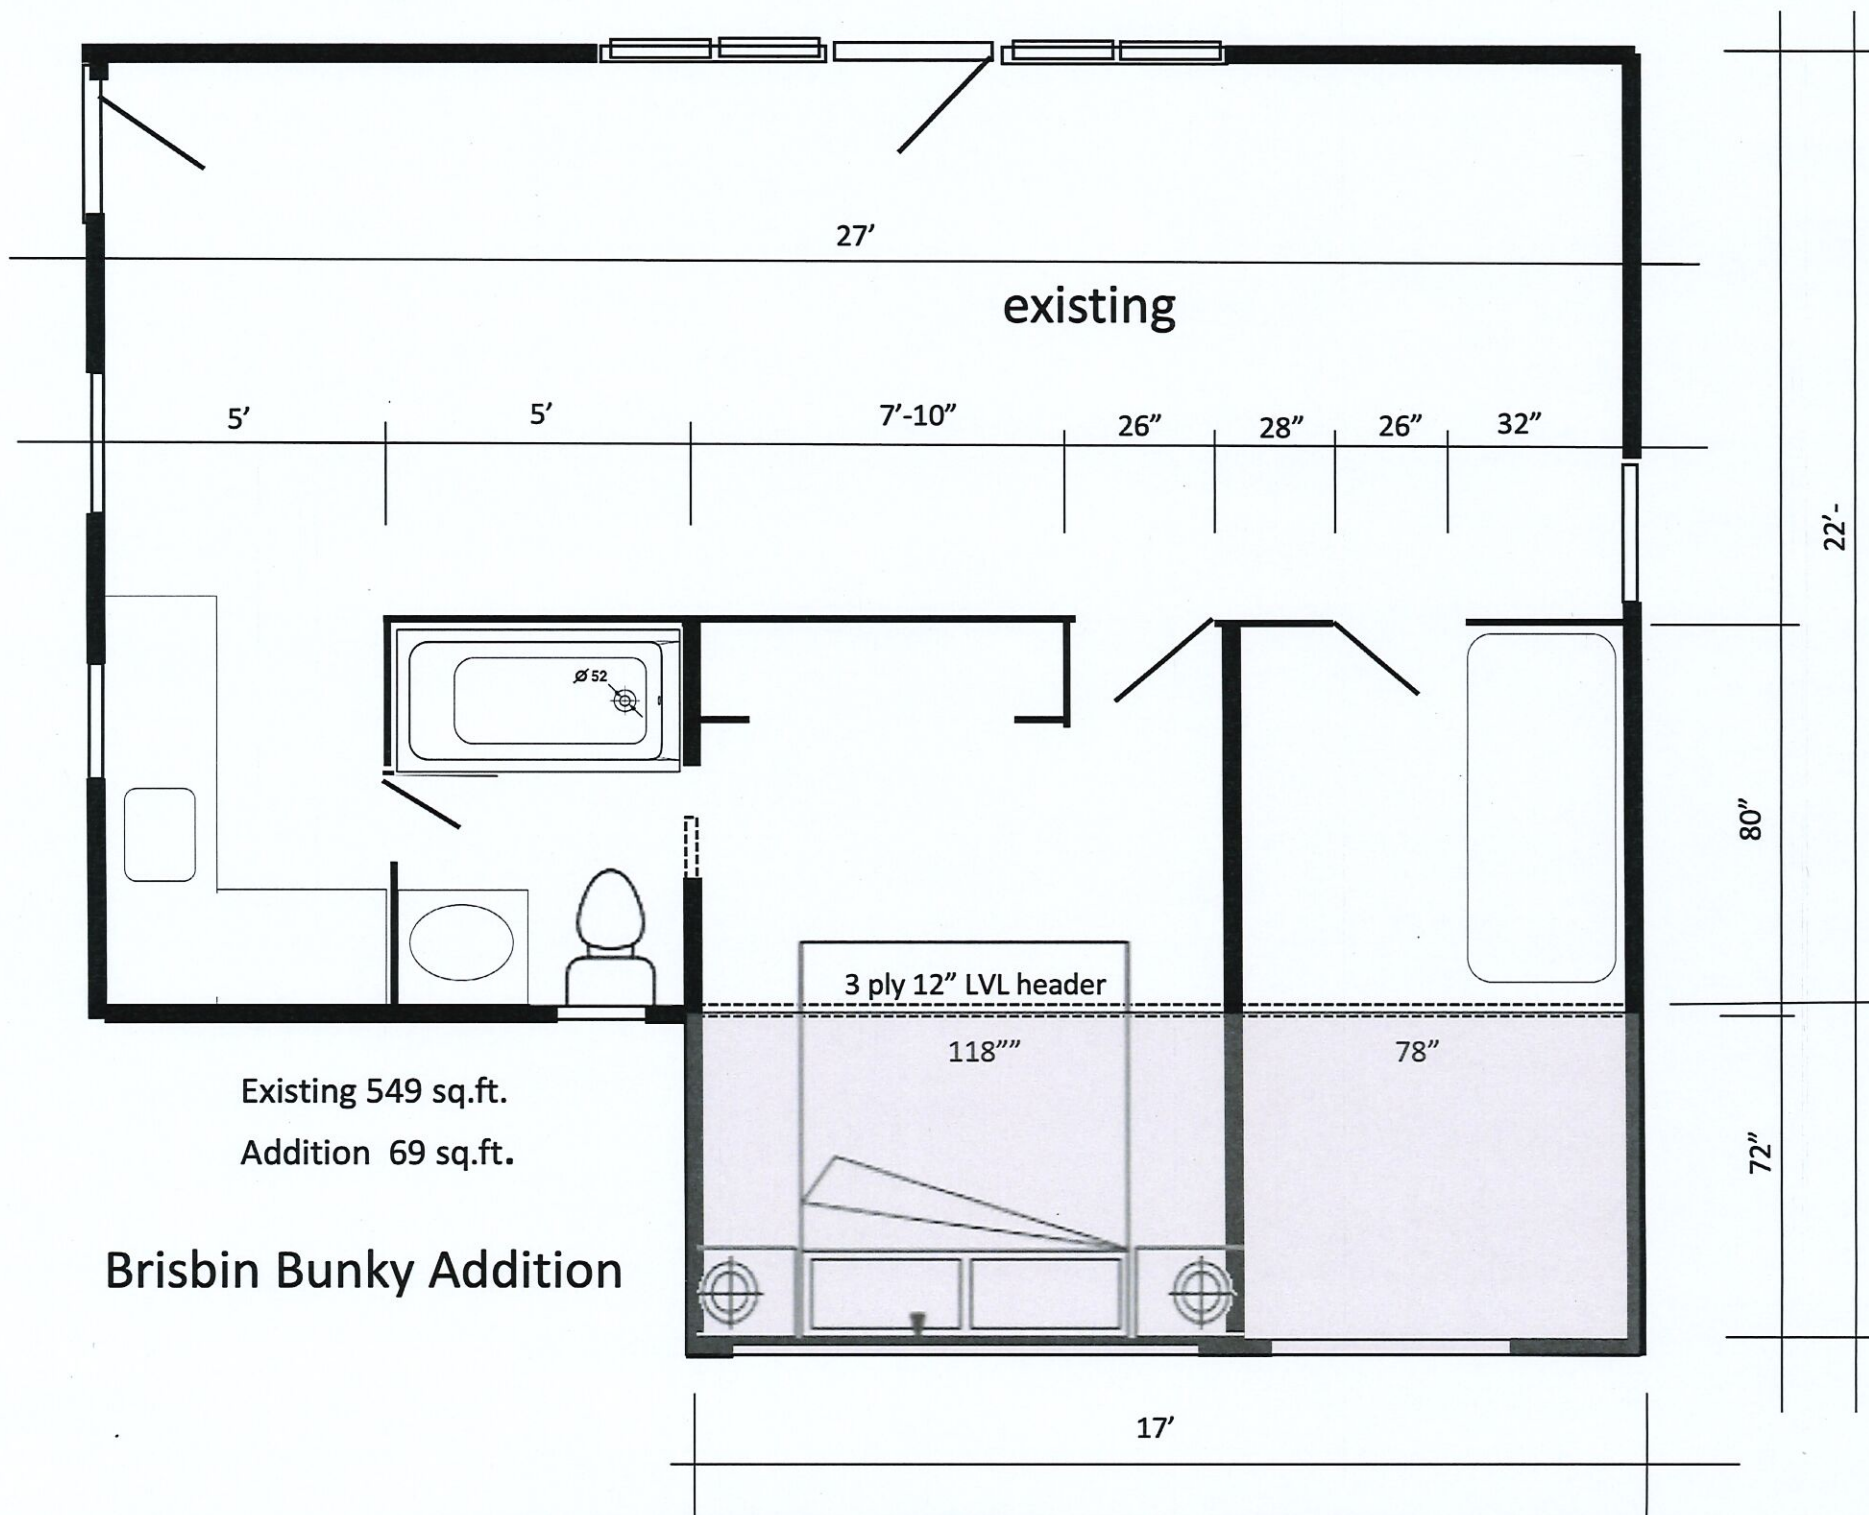 27’
existing
5’ 5’ 7’-10” 26” 28” 26” 32”
22’-
Ø 52
80”
3 ply 12” LVL header
118”” 78”
Existing 549 sq.ft.
Addition 69 sq.ft.
72”
Brisbin Bunky Addition
17’